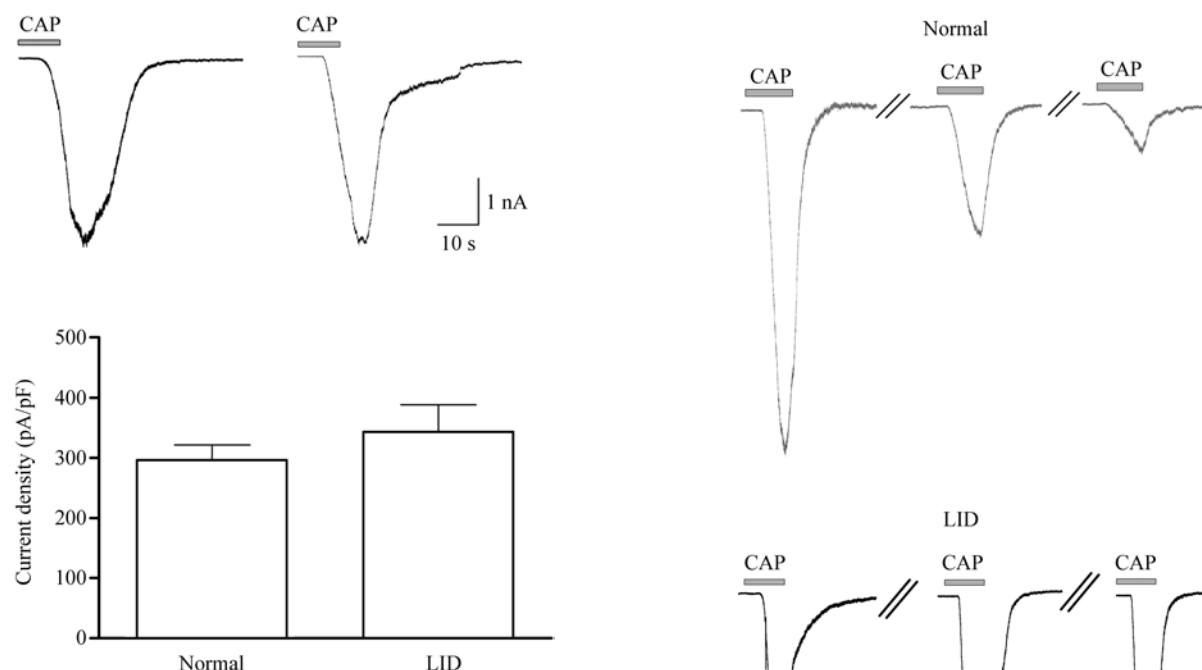 CAP CAP
1 nA
10 s
Current density (pA/pF)
500
400
300
200
100
0
Normal LID
Normal
CAP CAP CAP
LID
CAP CAP CAP